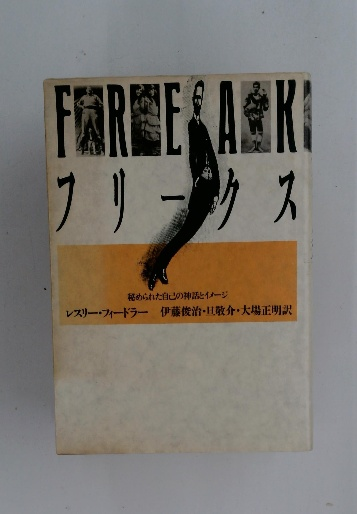 FREAK
フリークス
秘められた自己の神話とイメージ
レスリー・フィードラー 伊藤俊治・旦敬介・大場正明訳